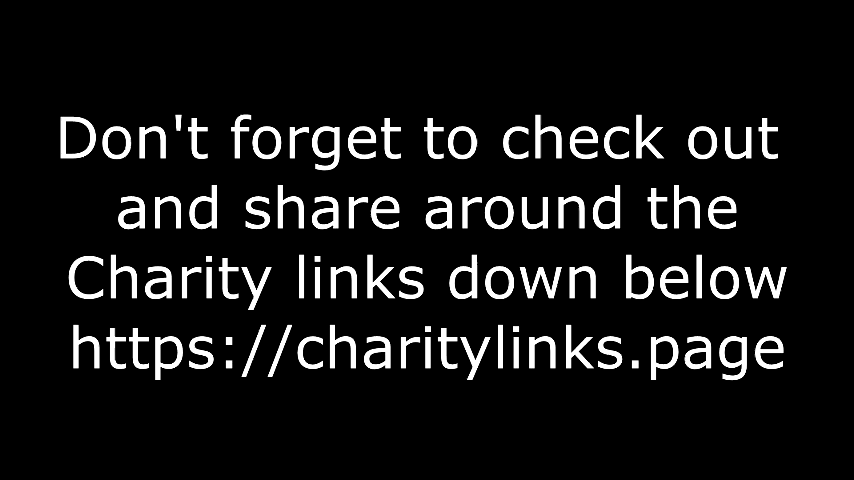 Don't forget to check out
and share around the
Charity links down below
https://charitylinks.page